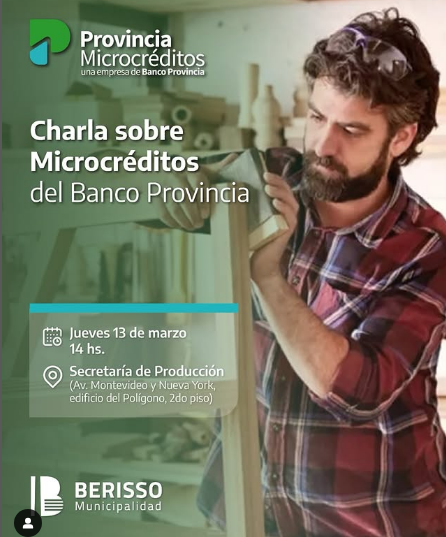 Provincia
Microcréditos
una empresa de Banco Provincia
Charla sobre
Microcréditos
del Banco Provincia
Jueves 13 de marzo
14 hs.
Secretaría de Producción
(Av. Montevideo y Nueva York,
edificio del Polígono, 2do piso)
BERISSO
Municipalidad